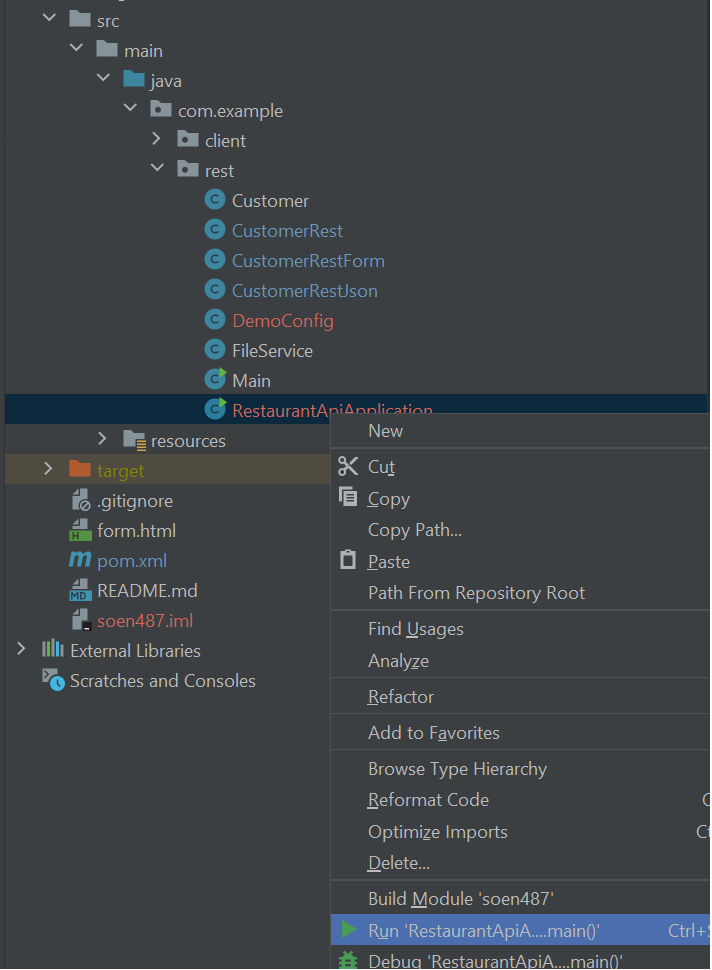 src
main
java
com.example
client
rest
Customer
CustomerRest
CustomerRestForm
CustomerRestJson
DemoConfig
FileService
Main
RestaurantApiApplication
resources
target
.gitignore
form.html
pom.xml
README.md
soen487.iml
External Libraries
Scratches and Consoles
New
Cut
Copy
Copy Path...
Paste
Path From Repository Root
Find Usages
Analyze
Refactor
Add to Favorites
Browse Type Hierarchy
Reformat Code
Optimize Imports
Delete...
Build Module 'soen487'
Run 'RestaurantApiA....main()' Ctrl+S
Debug 'RestaurantApiA....main()'